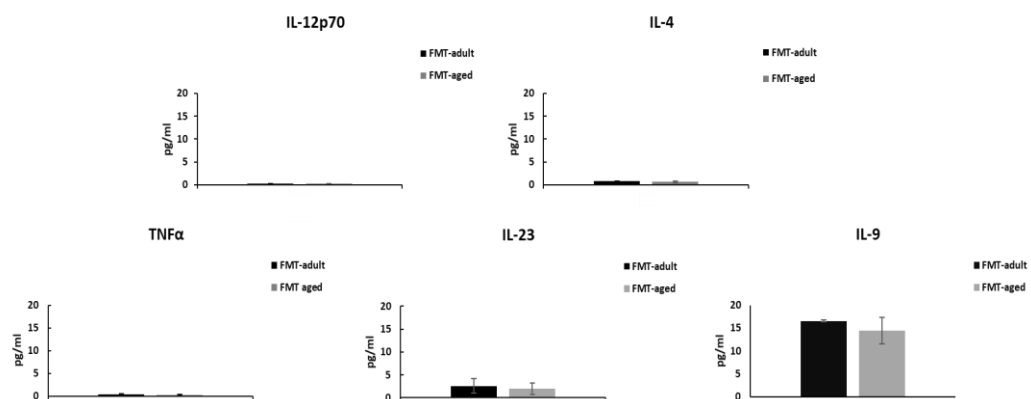 IL-12p70
FMT-adult
FMT-aged
20
15
10
5
0
pg/ml
IL-4
FMT-adult
FMT-aged
20
15
10
5
0
pg/ml
TNFα
FMT-adult
FMT aged
20
15
10
5
0
pg/ml
IL-23
FMT-adult
FMT-aged
20
15
10
5
0
pg/ml
IL-9
FMT-adult
FMT-aged
20
15
10
5
0
pg/ml